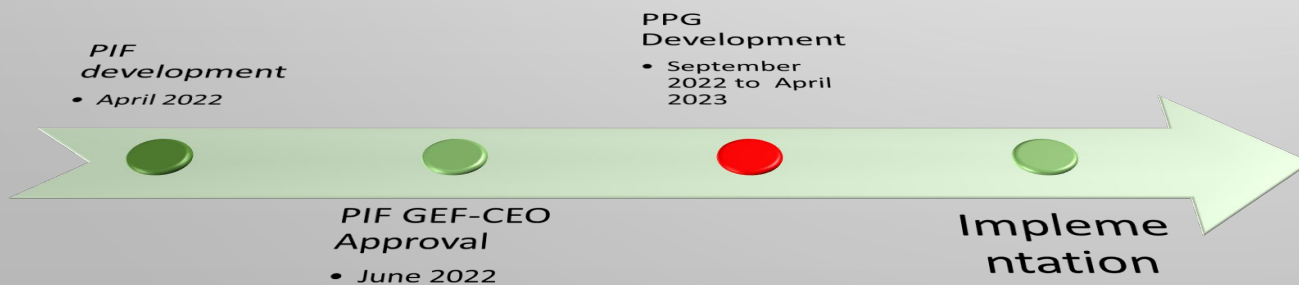 PIF
development
• April 2022
PIF GEF-CEO
Approval
• June 2022
PPG
Development
• September
2022 to April
2023
Impleme
ntation